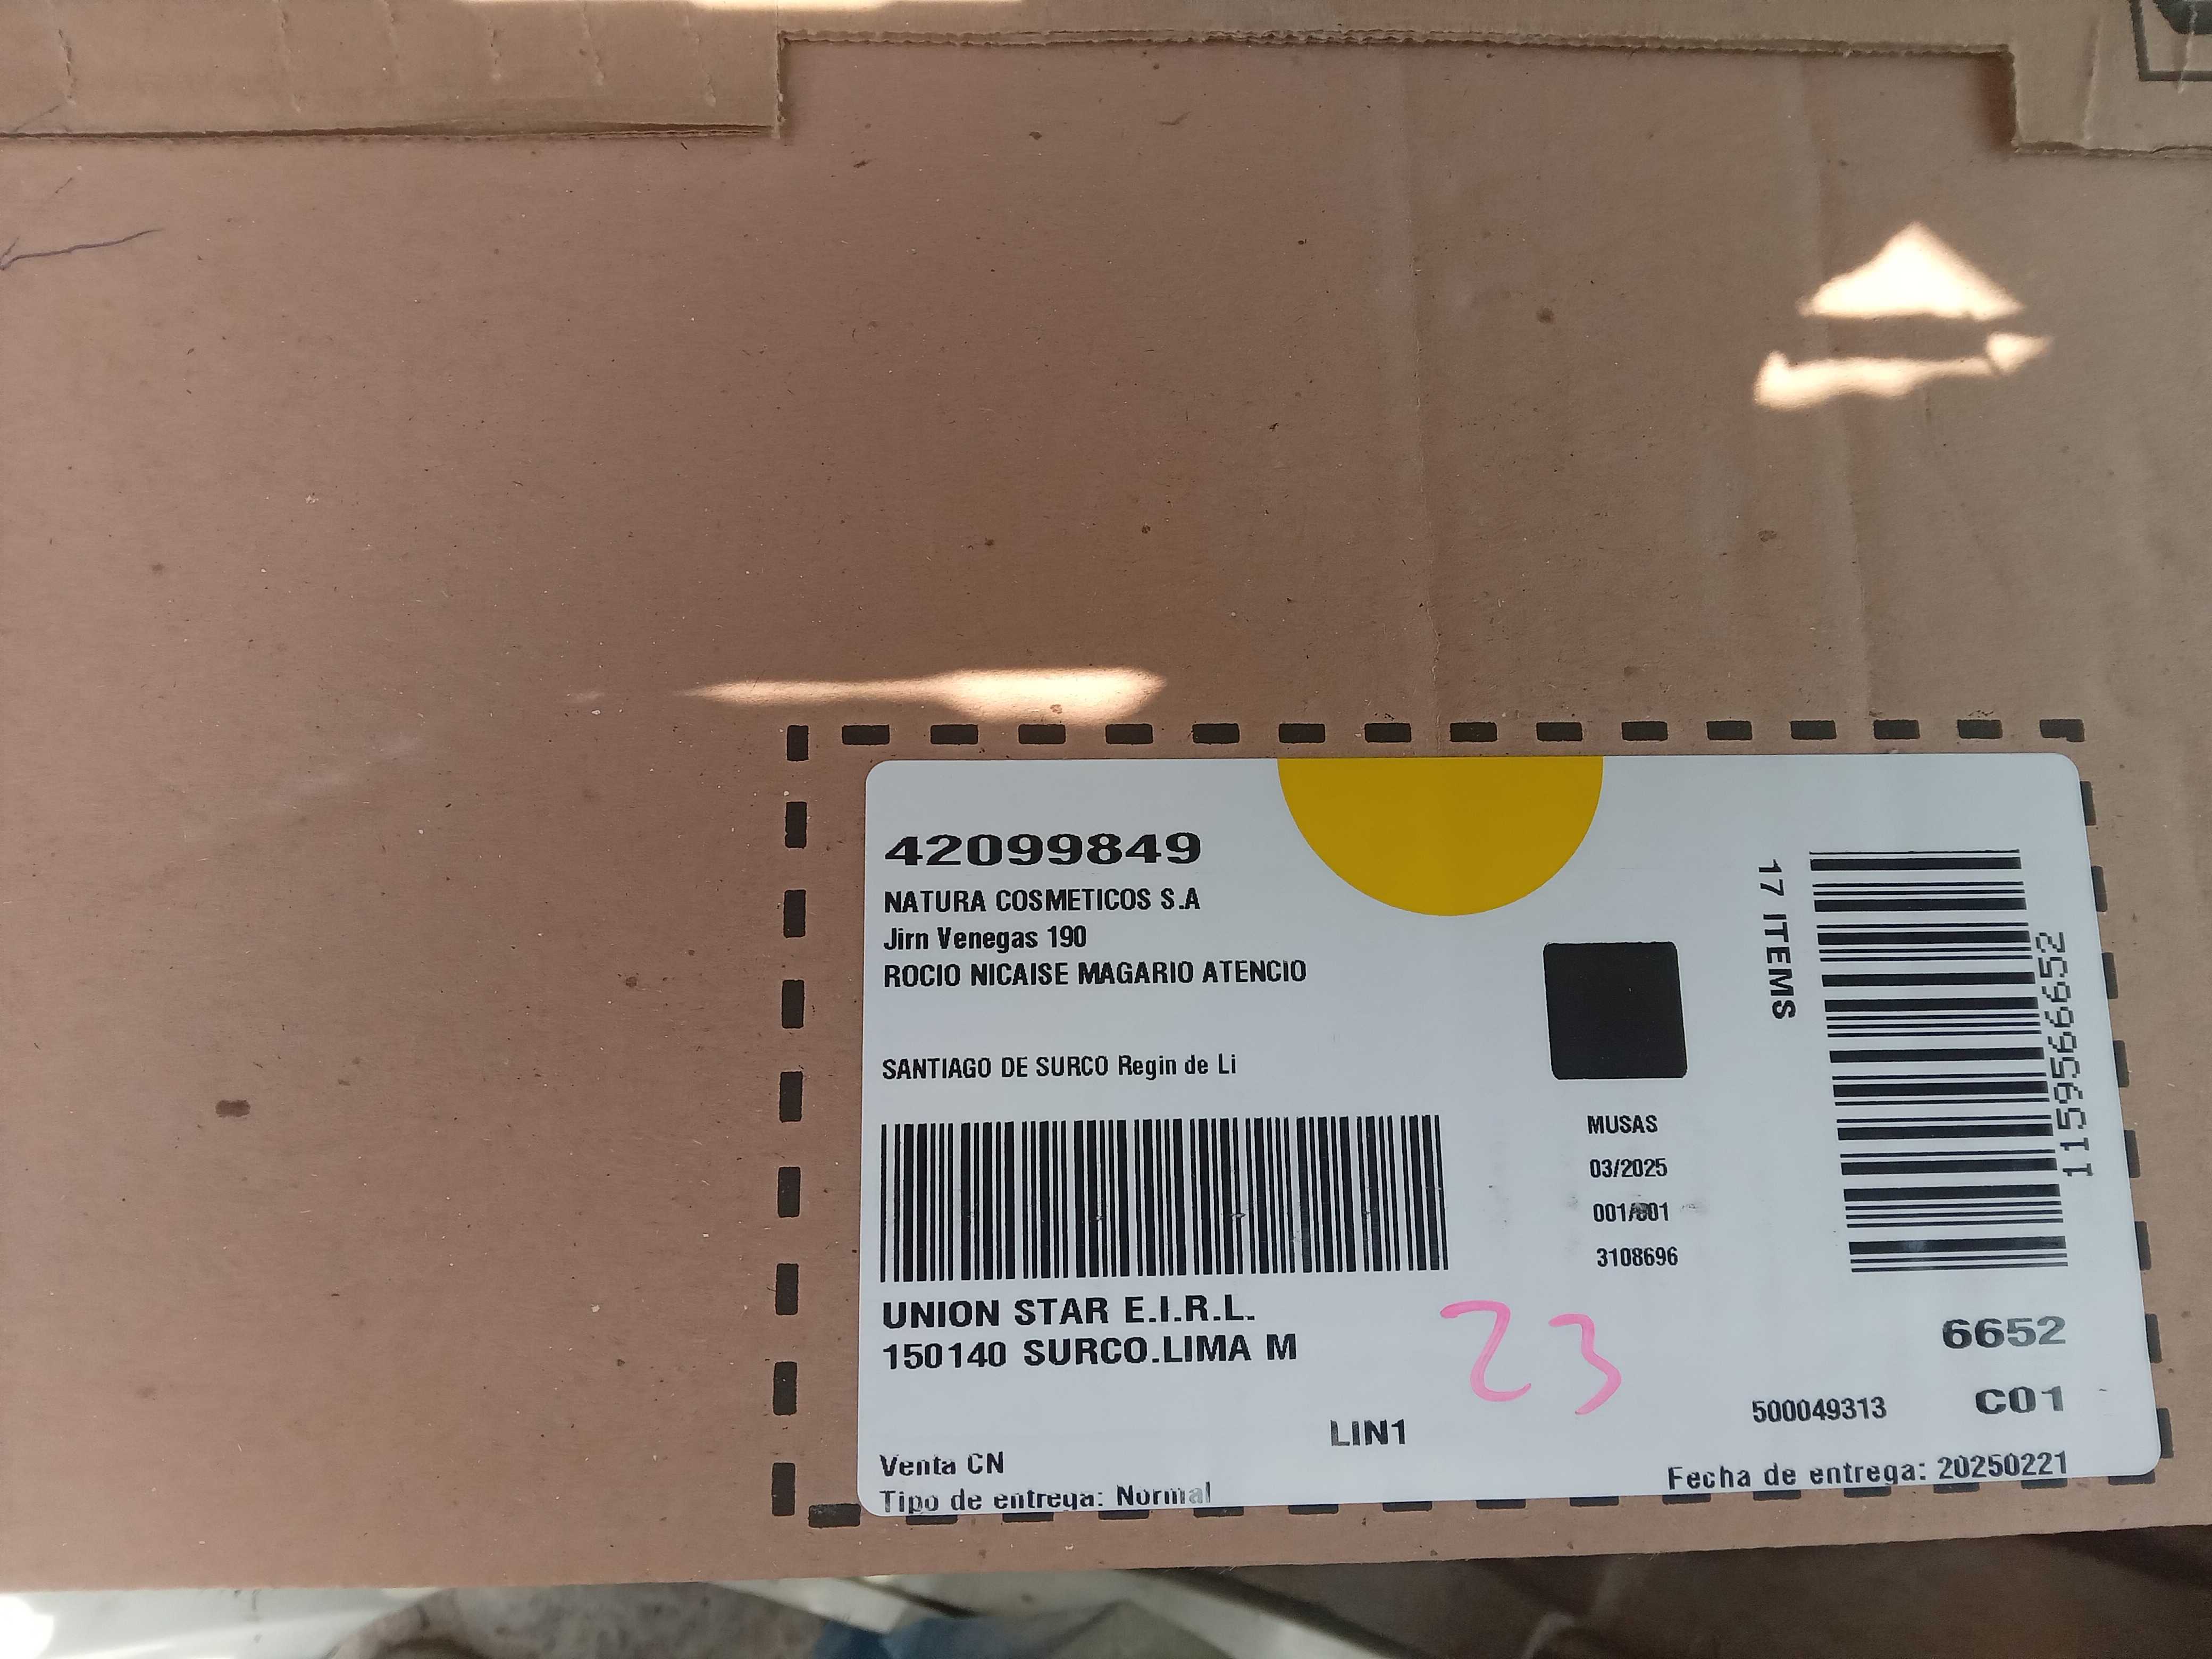 42099849
NATURA COSMETICOS S.A
Jirn Venegas 190
ROCIO NICAISE MAGARIO ATENCIO
SANTIAGO DE SURCO Regin de Li
17 ITEMS
1159566652
MUSAS
03/2025
001/001
3108696
UNION STAR E.I.R.L.
150140 SURCO.LIMA M
23
6652
500049313 C01
LIN1
Venta CN
Fecha de entrega: 20250221
Tipo de entrega: Normal